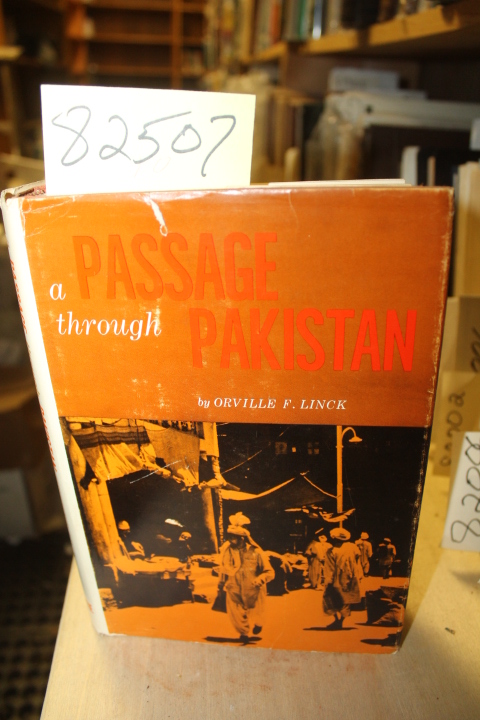 82507
a PASSAGE
through PAKISTAN
by ORVILLE F. LINCK